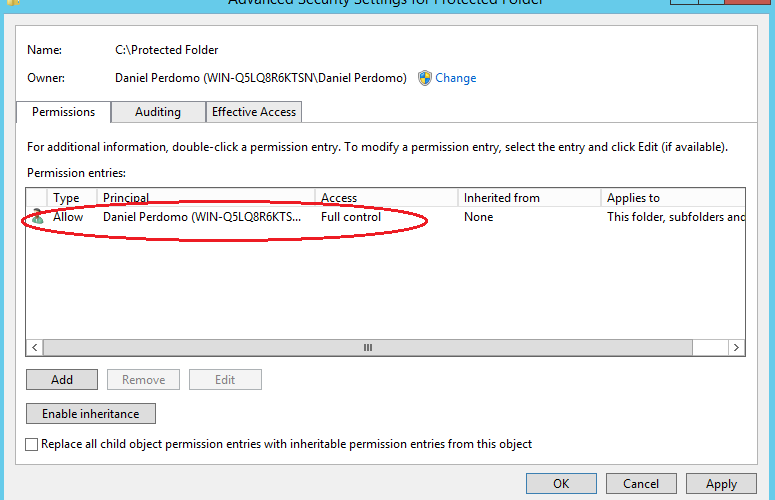 Advanced Security Settings for Protected Folder
Name: C:\Protected Folder
Owner: Daniel Perdomo (WIN-Q5LQ8R6KTSN\Daniel Perdomo) Change
Permissions Auditing Effective Access
For additional information, double-click a permission entry. To modify a permission entry, select the entry and click Edit (if available).
Permission entries:
Type Principal Access Inherited from Applies to
Allow Daniel Perdomo (WIN-Q5LQ8R6KTS... Full control None This folder, subfolders and
Add Remove Edit
Enable inheritance
Replace all child object permission entries with inheritable permission entries from this object
OK Cancel Apply